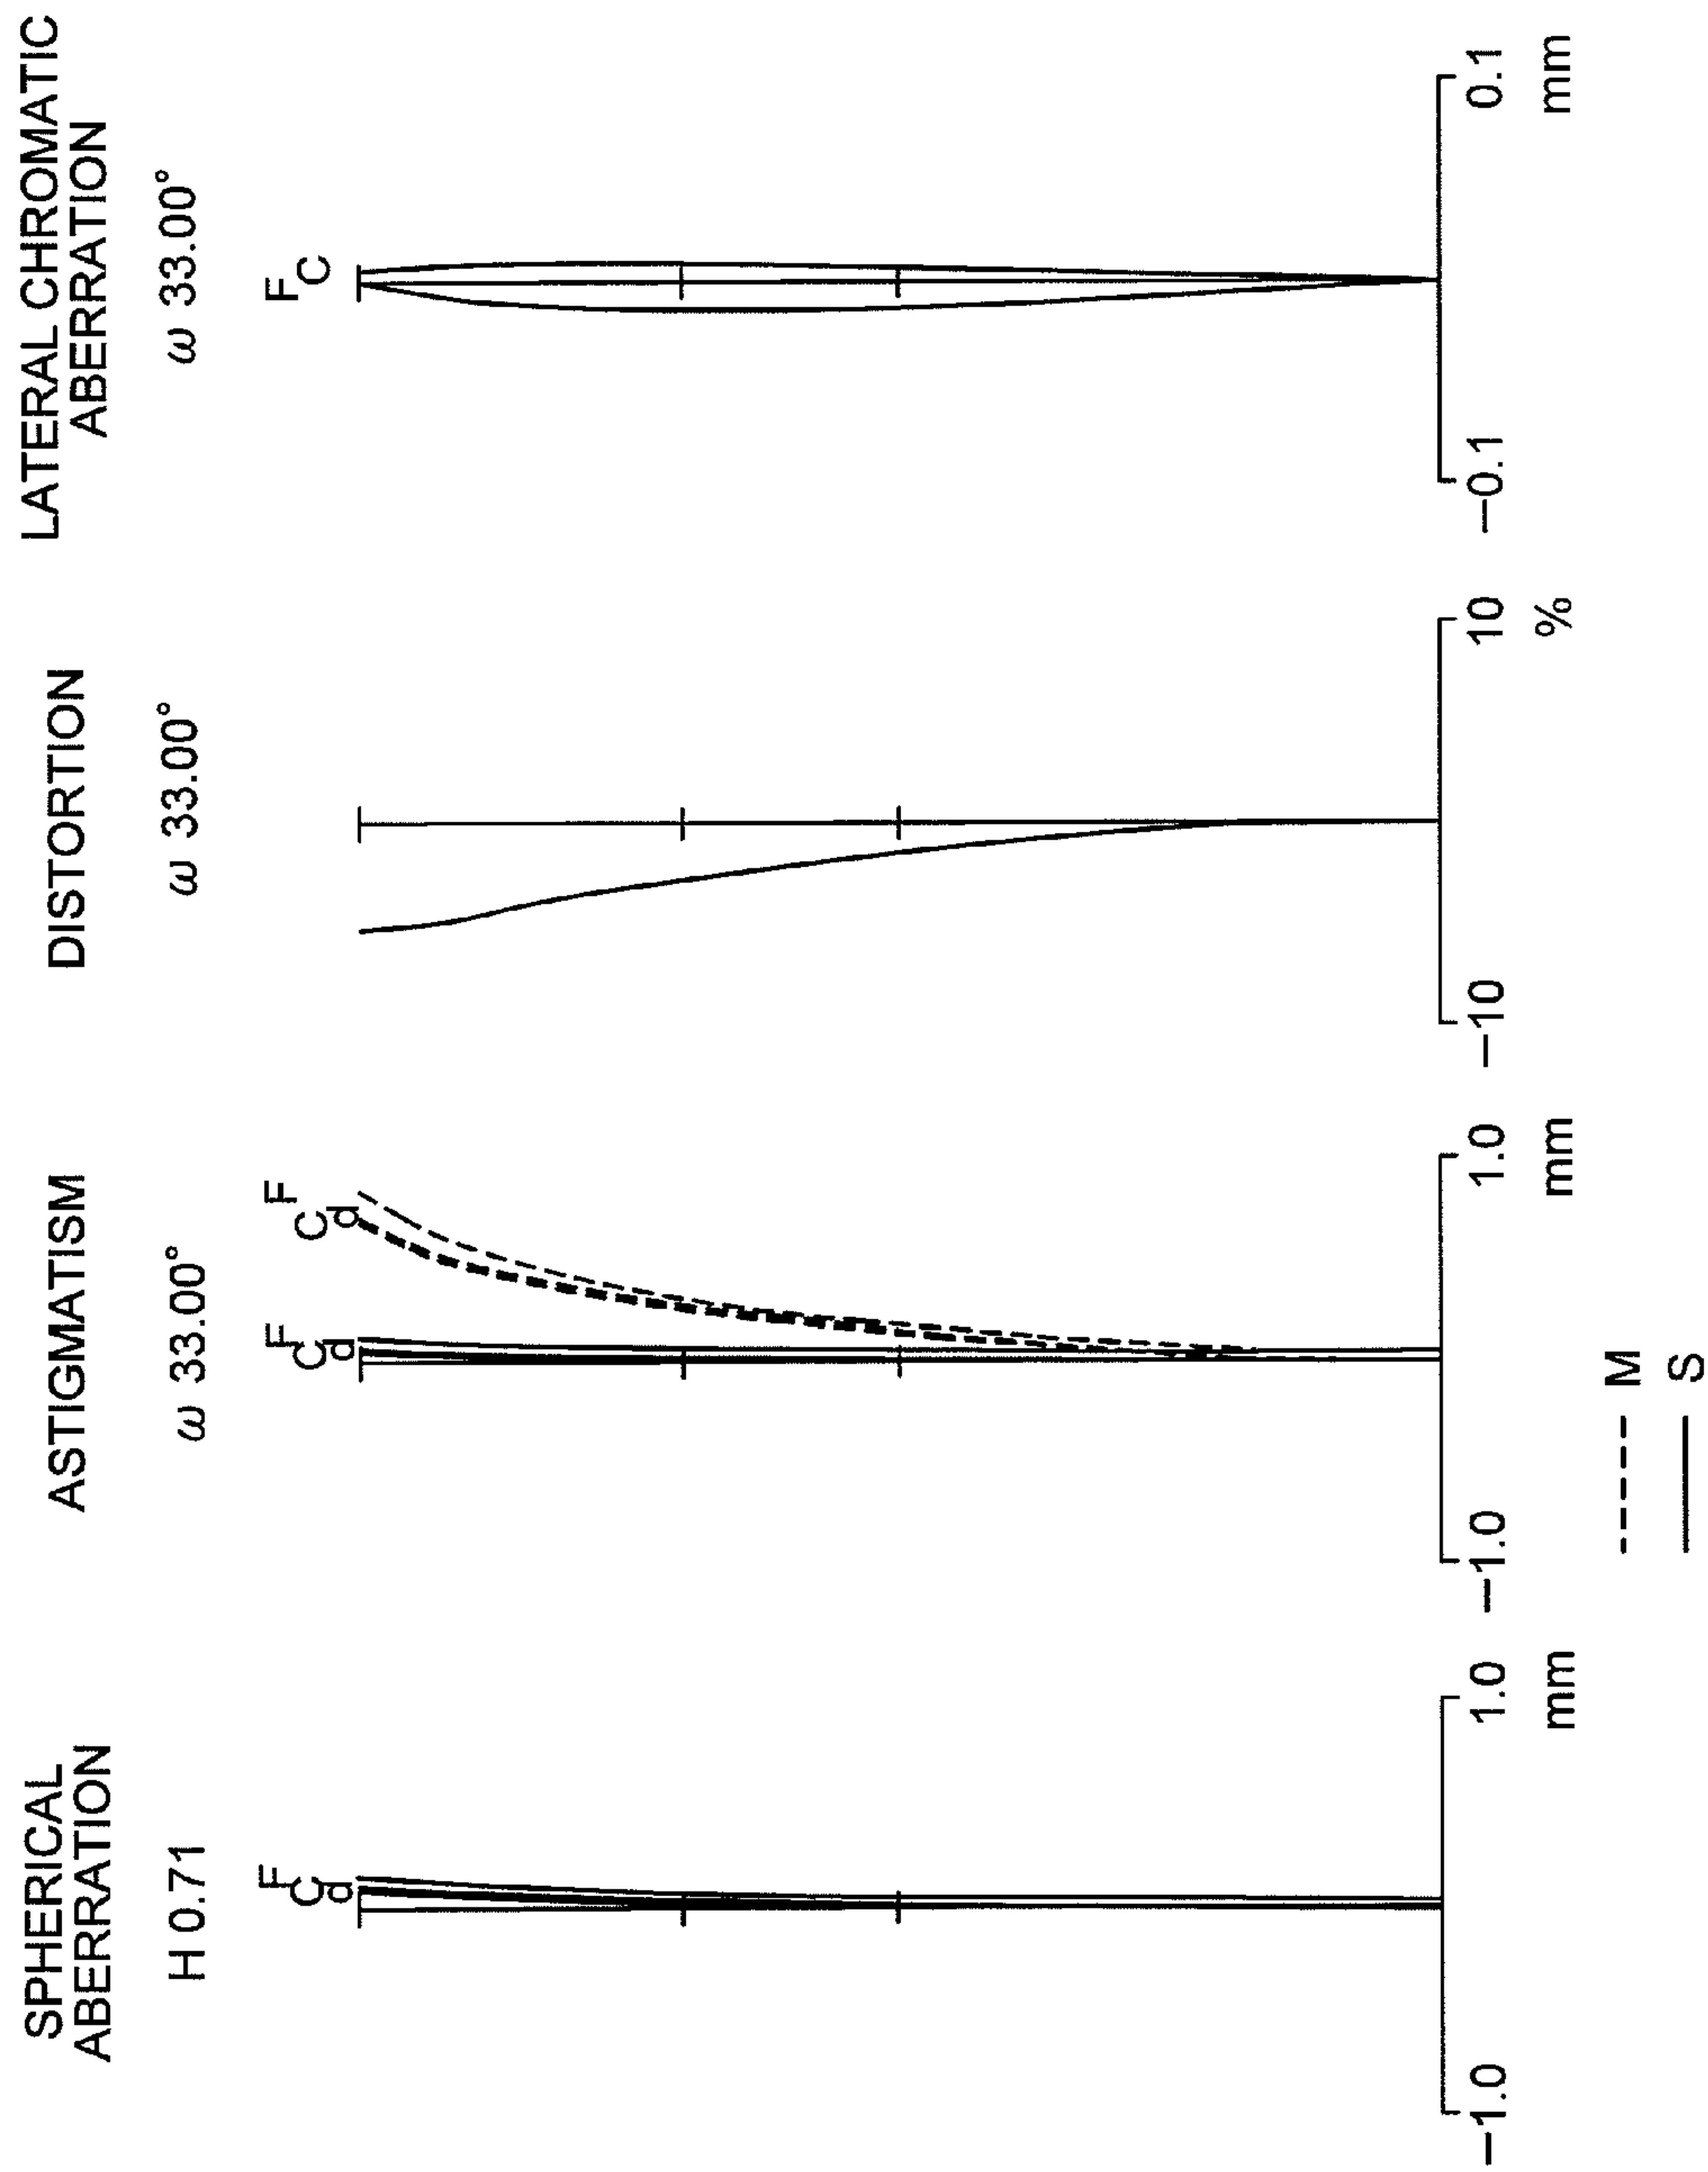 SPHERICAL
ABERRATION
H 0.71
F
C
d
−1.0
1.0
mm
ASTIGMATISM
ω 33.00°
F
C
d
F
C
d
−1.0
1.0
mm
M
S
DISTORTION
ω 33.00°
−10
10
%
LATERAL CHROMATIC
ABERRATION
ω 33.00°
F
C
−0.1
0.1
mm